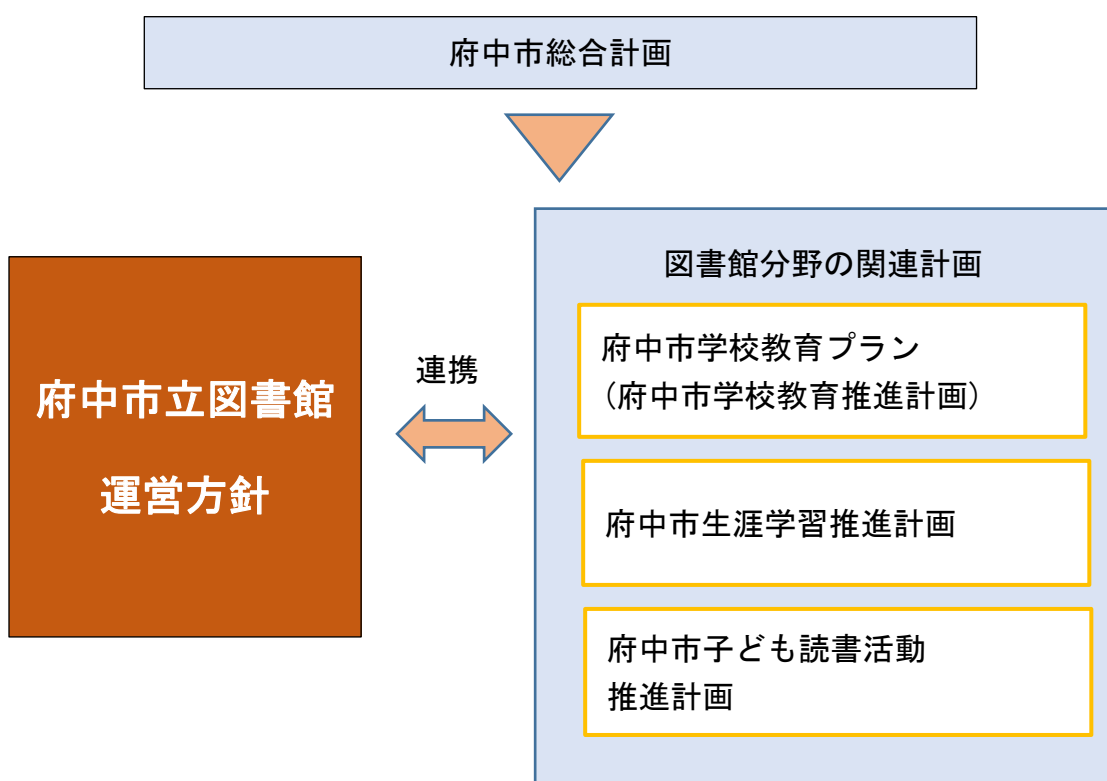 府中市総合計画
図書館分野の関連計画
府中市学校教育プラン
(府中市学校教育推進計画)
連携
府中市立図書館
運営方針
府中市生涯学習推進計画
府中市子ども読書活動
推進計画